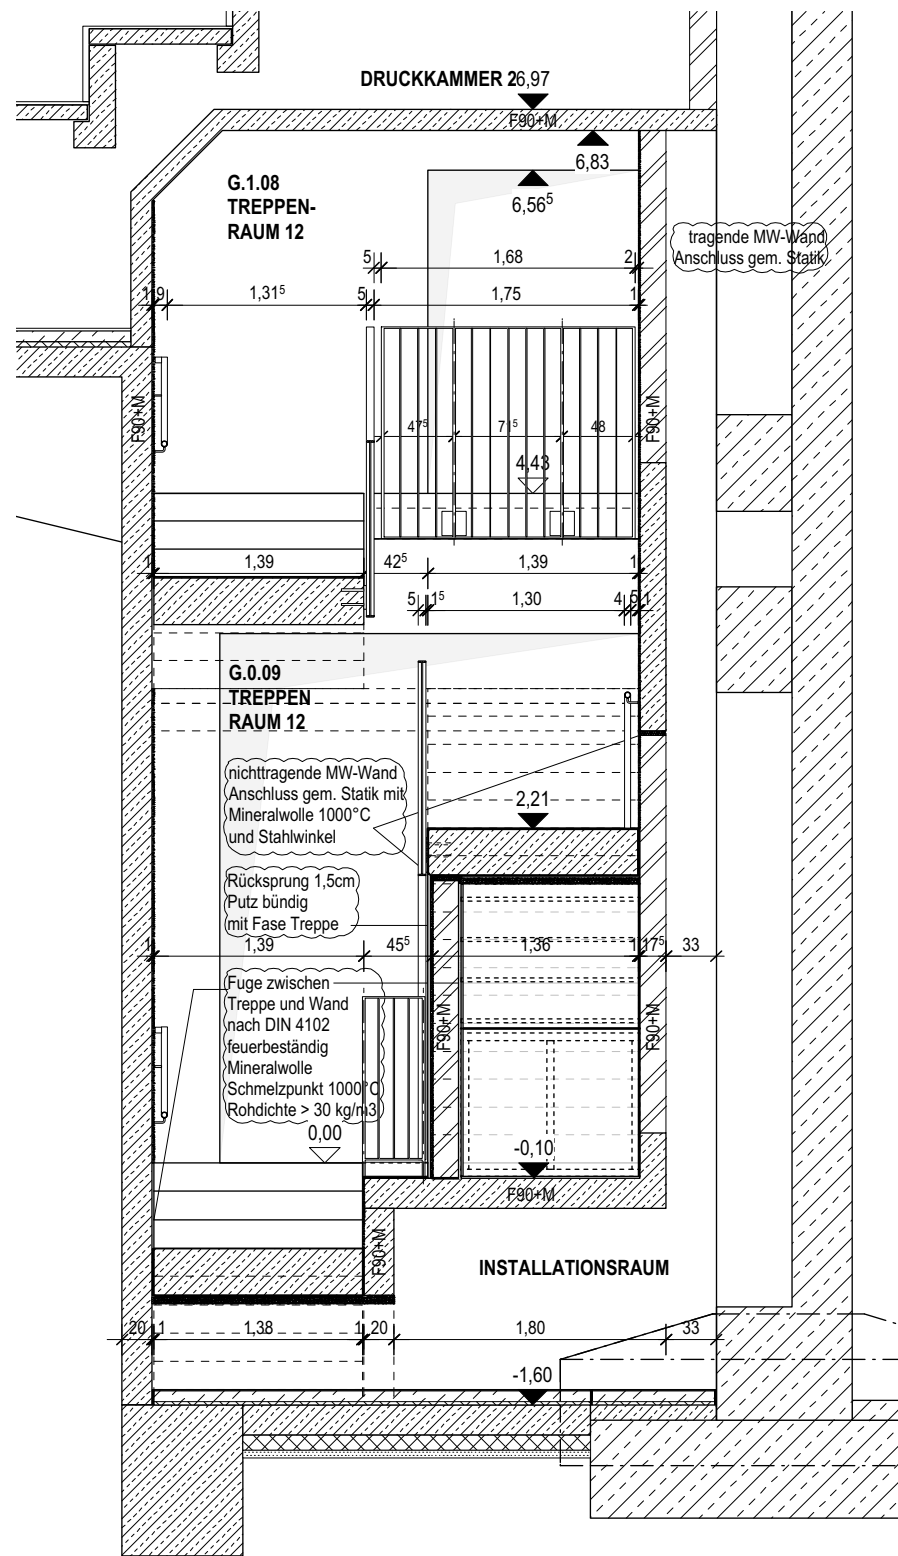 DRUCKKAMMER 2
6,97
F90+M
6,83
G.1.08
TREPPEN-
RAUM 12
6,56⁵
tragende MW-Wand
Anschluss gem. Statik
5 1,68 2
1 9 1,31⁵ 5 1,75 1
F90+M
F90+M
47⁵ 71⁵ 48
4,43
1 1,39 42⁵ 1,39 1
5 1⁵ 1,30 4 5 1
G.0.09
TREPPEN
RAUM 12
nichttragende MW-Wand
Anschluss gem. Statik mit
Mineralwolle 1000°C
und Stahlwinkel
2,21
Rücksprung 1,5cm
Putz bündig
mit Fase Treppe
1 1,39 45⁵ 1,36 1 17⁵ 33
Fuge zwischen
Treppe und Wand
nach DIN 4102
feuerbeständig
Mineralwolle
Schmelzpunkt 1000°C
Rohdichte > 30 kg/m3
F90+M
F90+M
0,00
-0,10
F90+M
F90+M
INSTALLATIONSRAUM
20 1 1,38 1 20 1,80 33
-1,60